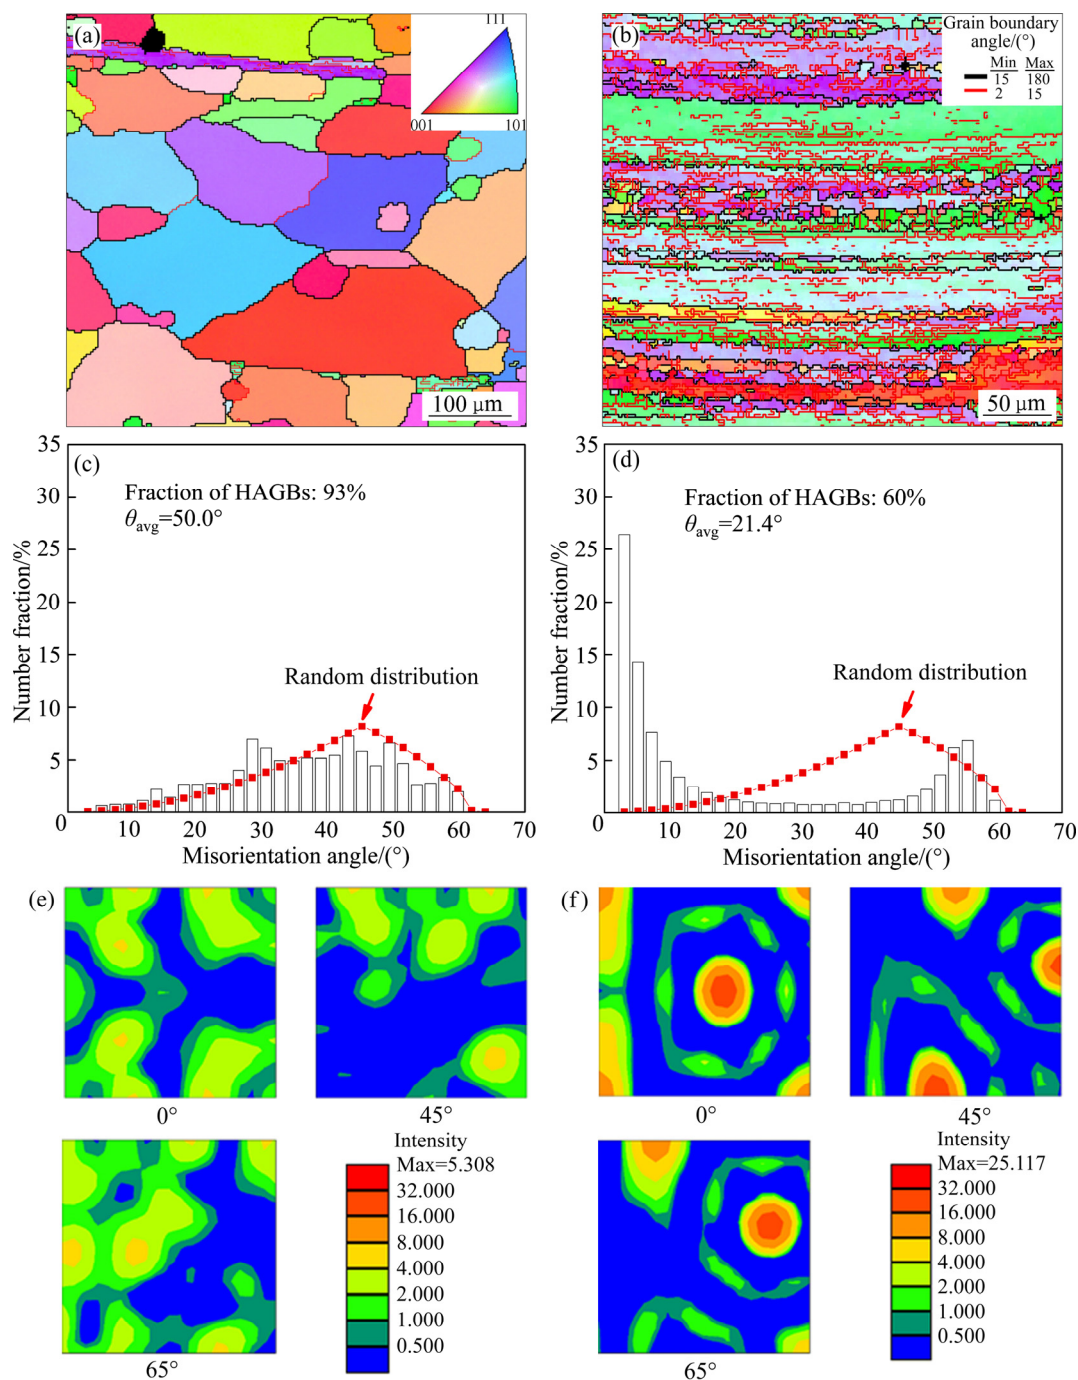 (a)
111
001
101
100 μm
(b)
Grain boundary
angle/(°)
Min Max
15 180
2 15
50 μm
(c)
Fraction of HAGBs: 93%
θavg=50.0°
Random distribution
Number fraction/%
35
30
25
20
15
10
5
0
0 10 20 30 40 50 60 70
Misorientation angle/(°)
(d)
Fraction of HAGBs: 60%
θavg=21.4°
Random distribution
Number fraction/%
35
30
25
20
15
10
5
0
0 10 20 30 40 50 60 70
Misorientation angle/(°)
(e)
0°
45°
65°
Intensity
Max=5.308
32.000
16.000
8.000
4.000
2.000
1.000
0.500
(f)
0°
45°
65°
Intensity
Max=25.117
32.000
16.000
8.000
4.000
2.000
1.000
0.500